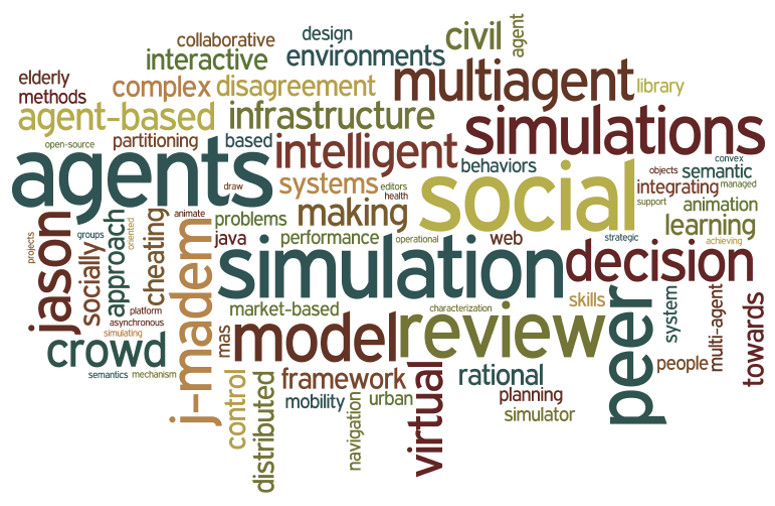 collaborative
design
civil
agent
interactive
environments
elderly
methods
complex
disagreement
multiagent
library
agent-based
infrastructure
simulations
open-source
partitioning
based
intelligent
convex
agents
behaviors
objects
semantic
draw
systems
editors
health
social
integrating
managed
support
animation
making
learning
animate
problems
jason
projects
socially
groups
approach
oriented
cheating
j-madem
java
performance
operational
web
strategic
achieving
simulation
decision
market-based
characterization
skills
platform
asynchronous
simulating
crowd
mas
model
review
peer
system
multi-agent
towards
semantics
mechanism
control
distributed
framework
mobility
navigation
urban
virtual
rational
people
planning
simulator